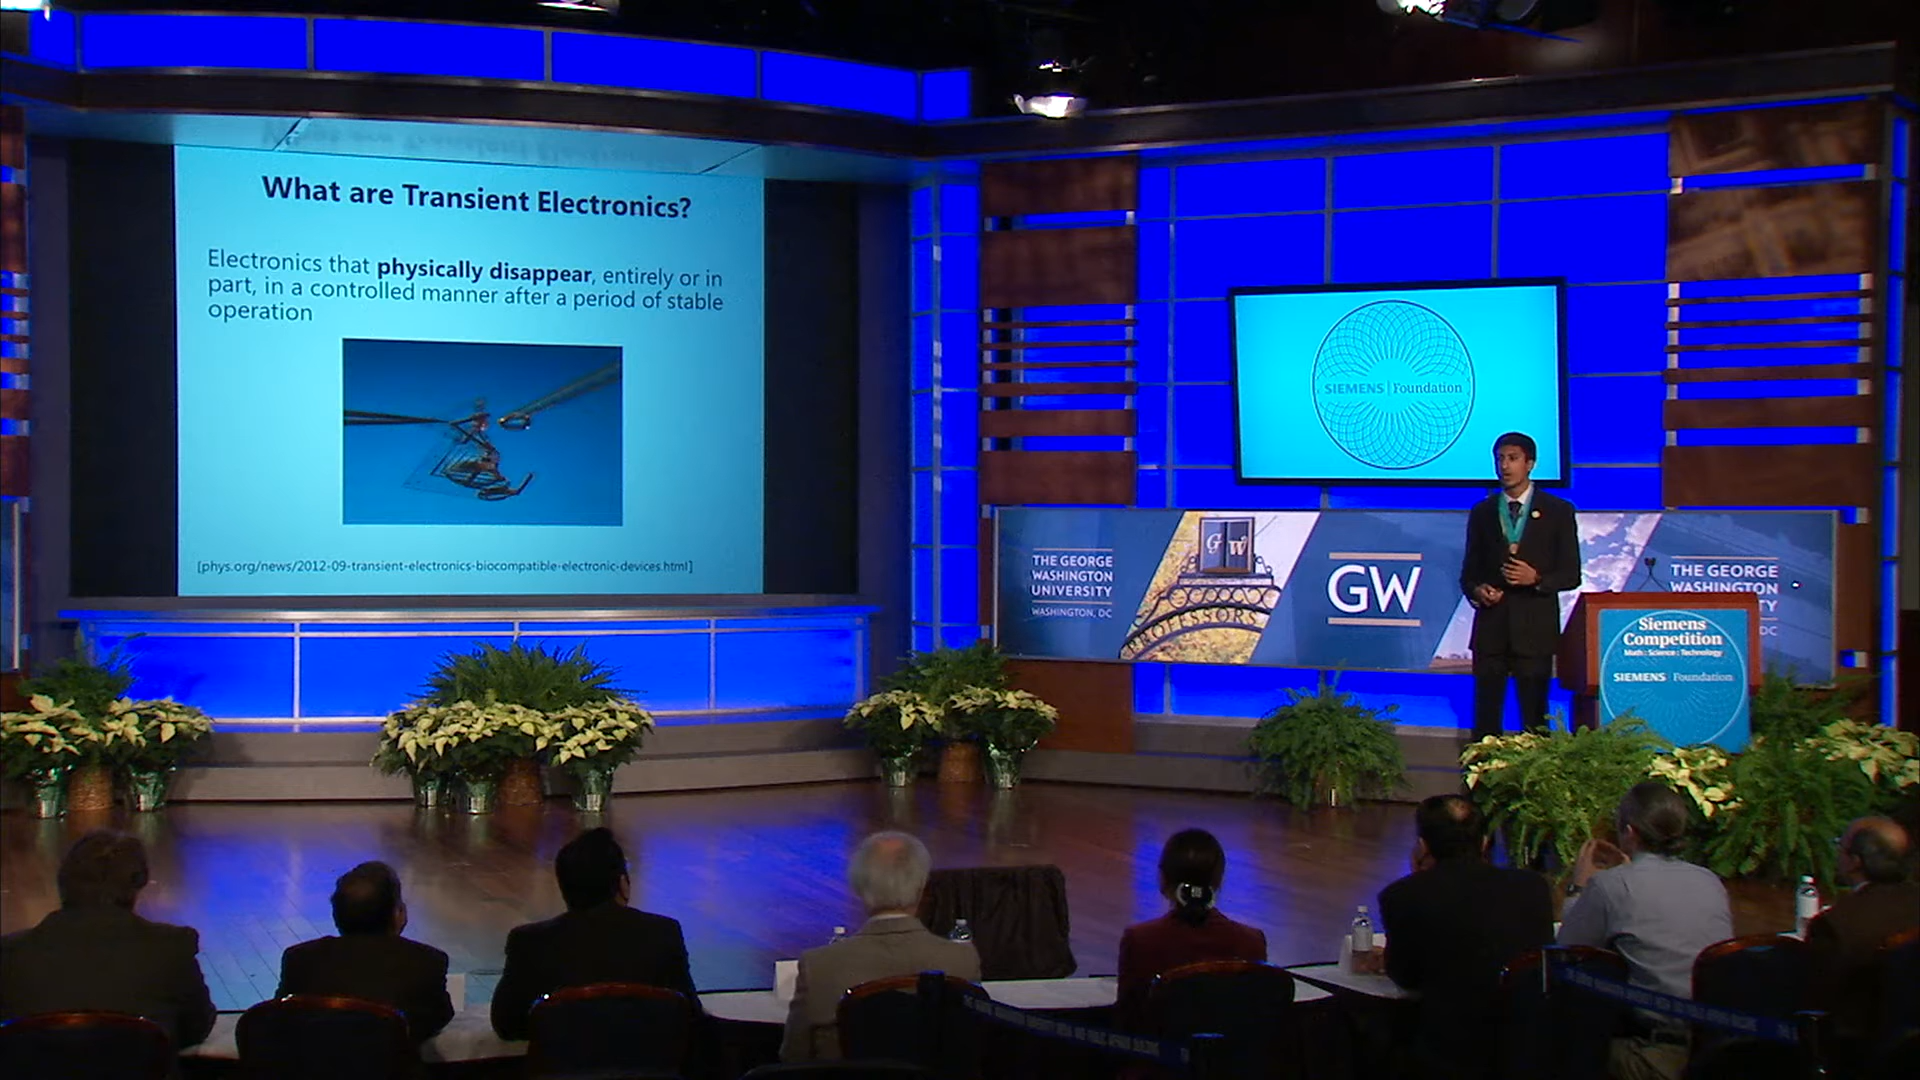 What are Transient Electronics?
Electronics that physically disappear, entirely or in
part, in a controlled manner after a period of stable
operation
[phys.org/news/2012-09-transient-electronics-biocompatible-electronic-devices.html]
SIEMENS | Foundation
THE GEORGE
WASHINGTON
UNIVERSITY
WASHINGTON, DC
G W
PROFESSORS
GW
THE GEORGE
WASHINGTON
TY
DC
Siemens
Competition
Math : Science : Technology
SIEMENS | Foundation